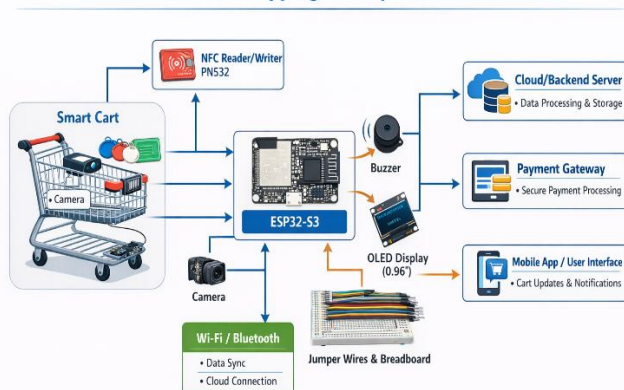 NFC Reader/Writer
PN532
Smart Cart
• Camera
ESP32-S3
Buzzer
OLED Display
(0.96")
Camera
Wi-Fi / Bluetooth
• Data Sync
• Cloud Connection
Jumper Wires & Breadboard
Cloud/Backend Server
• Data Processing & Storage
Payment Gateway
• Secure Payment Processing
Mobile App / User Interface
• Cart Updates & Notifications